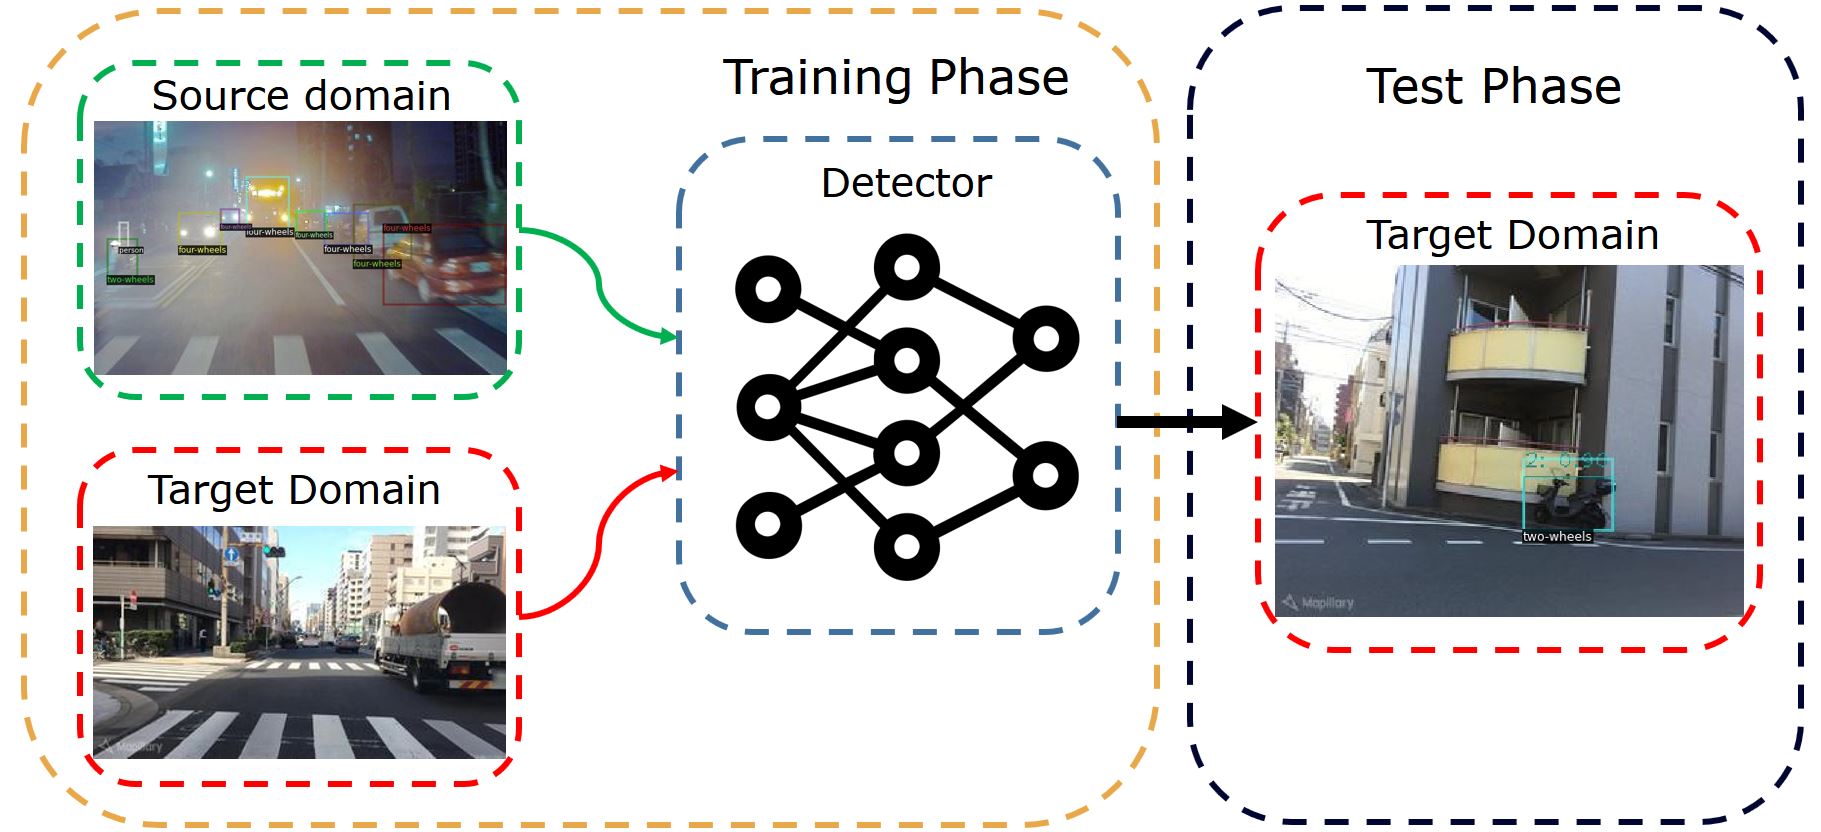 Training Phase
Test Phase
Source domain
person
two-wheels
four-wheels
four-wheels
four-wheels
four-wheels
four-wheels
four-wheels
four-wheels
Target Domain
Mapillary
Detector
Target Domain
2: 0.96
two-wheels
Mapillary